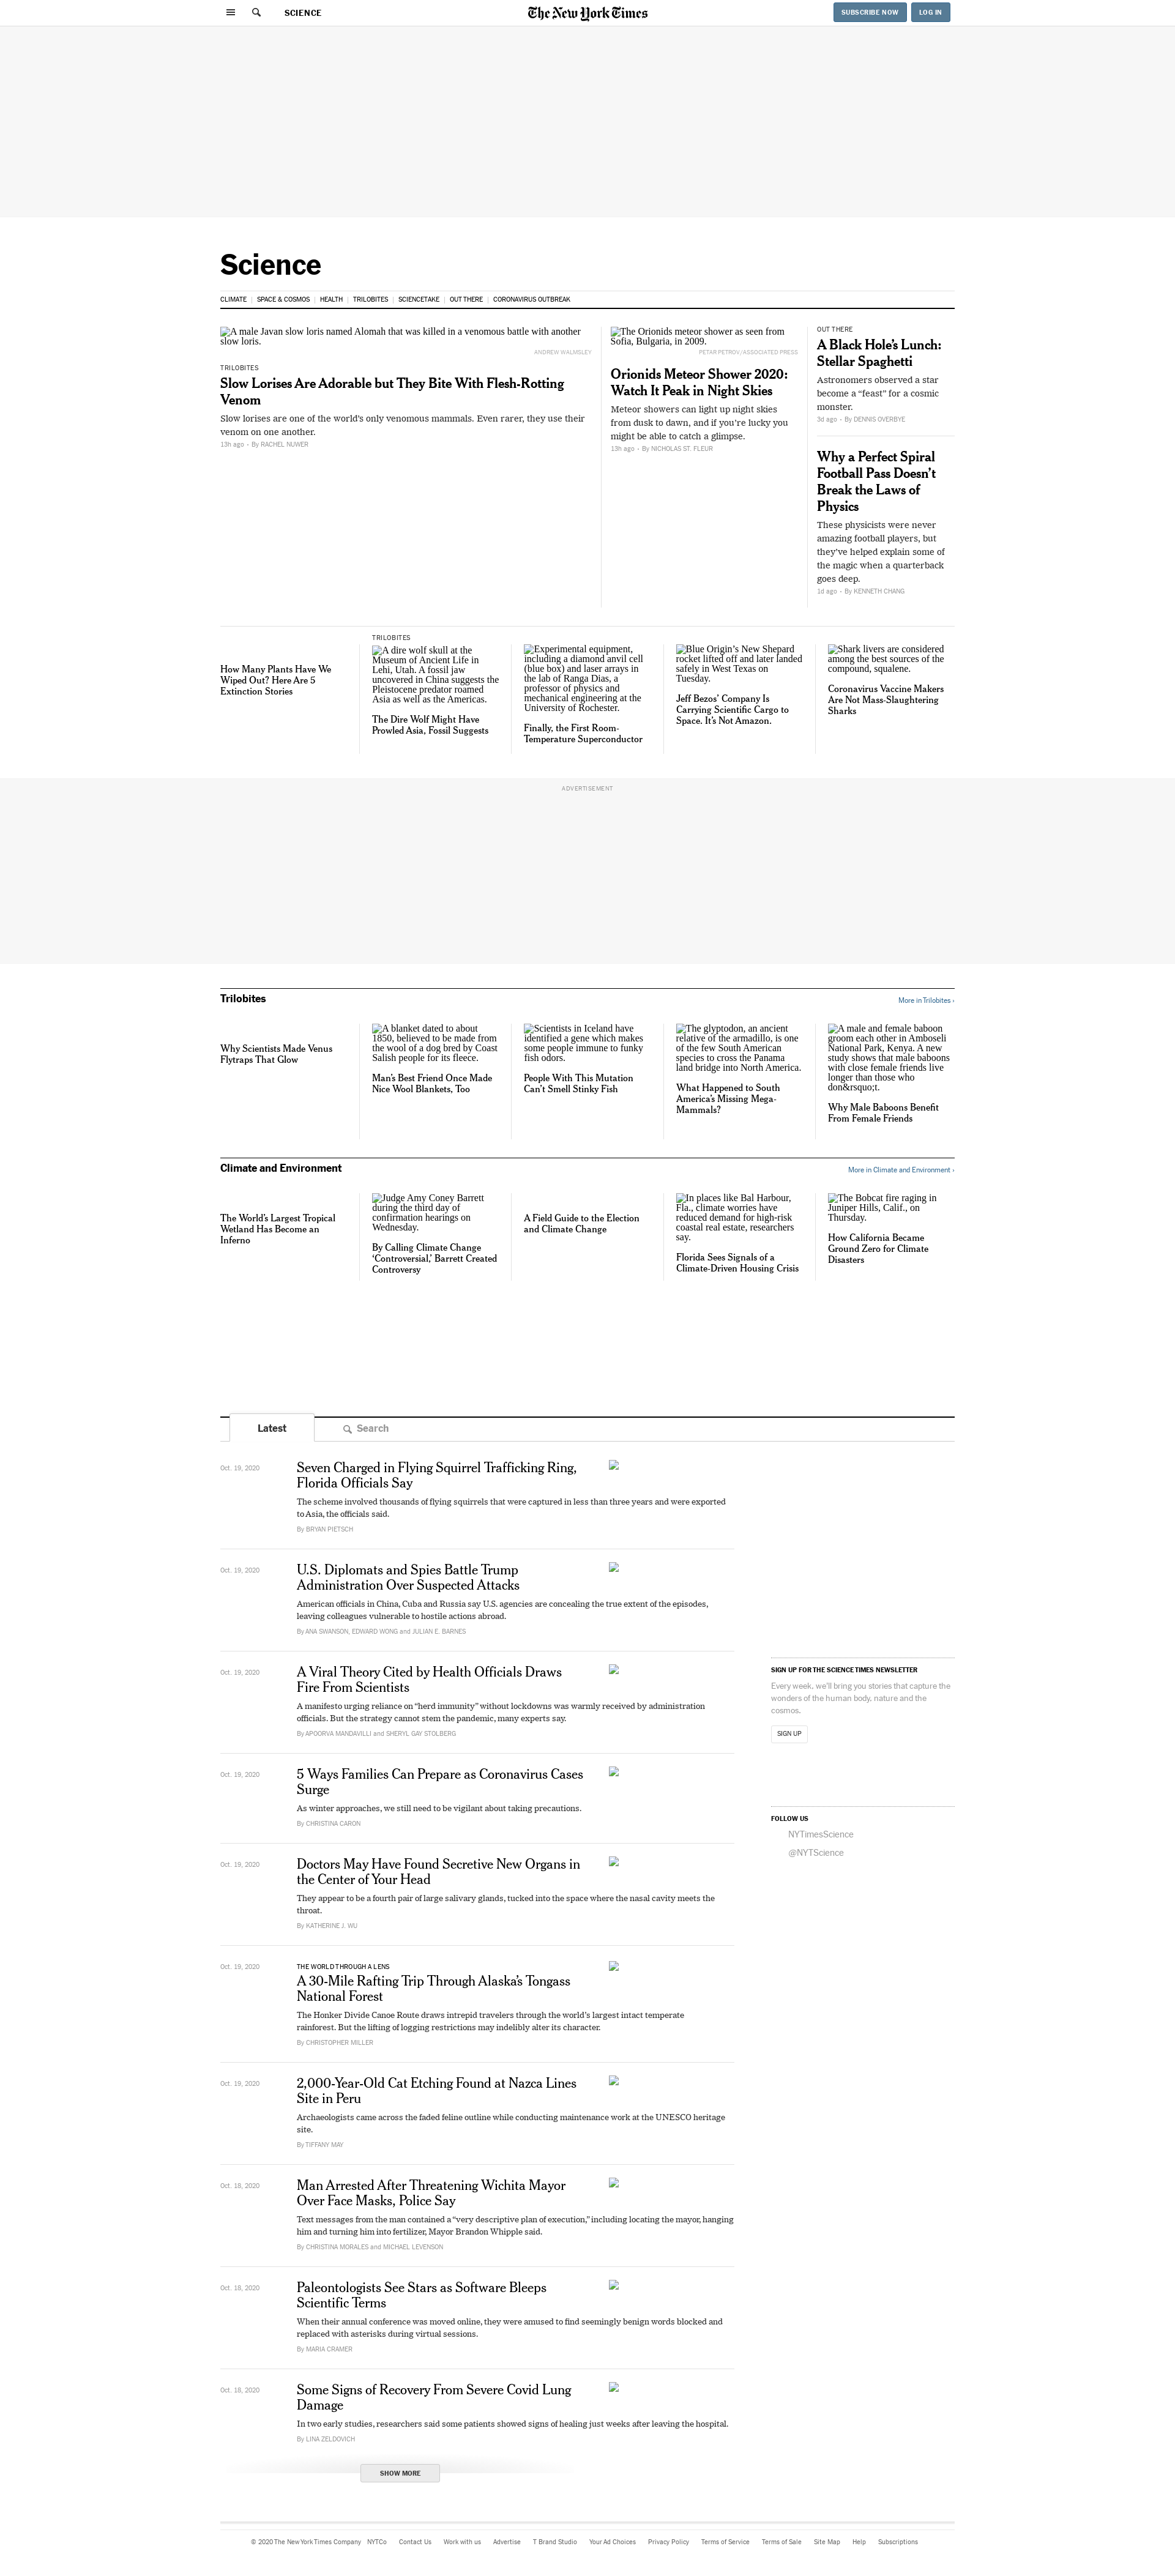 SCIENCE
The New York Times
SUBSCRIBE NOW
LOG IN
Science
CLIMATE
SPACE & COSMOS
HEALTH
TRILOBITES
SCIENCETAKE
OUT THERE
CORONAVIRUS OUTBREAK
A male Javan slow loris named Alomah that was killed in a venomous battle with another
slow loris.
ANDREW WALMSLEY
TRILOBITES
Slow Lorises Are Adorable but They Bite With Flesh-Rotting
Venom
Slow lorises are one of the world's only venomous mammals. Even rarer, they use their
venom on one another.
13h ago • By RACHEL NUWER
The Orionids meteor shower as seen from
Sofia, Bulgaria, in 2009.
PETAR PETROV/ASSOCIATED PRESS
Orionids Meteor Shower 2020:
Watch It Peak in Night Skies
Meteor showers can light up night skies
from dusk to dawn, and if you're lucky you
might be able to catch a glimpse.
13h ago • By NICHOLAS ST. FLEUR
OUT THERE
A Black Hole's Lunch:
Stellar Spaghetti
Astronomers observed a star
become a "feast" for a cosmic
monster.
3d ago • By DENNIS OVERBYE
Why a Perfect Spiral
Football Pass Doesn't
Break the Laws of
Physics
These physicists were never
amazing football players, but
they've helped explain some of
the magic when a quarterback
goes deep.
1d ago • By KENNETH CHANG
How Many Plants Have We
Wiped Out? Here Are 5
Extinction Stories
TRILOBITES
A dire wolf skull at the
Museum of Ancient Life in
Lehi, Utah. A fossil jaw
uncovered in China suggests the
Pleistocene predator roamed
Asia as well as the Americas.
The Dire Wolf Might Have
Prowled Asia, Fossil Suggests
Experimental equipment,
including a diamond anvil cell
(blue box) and laser arrays in
the lab of Ranga Dias, a
professor of physics and
mechanical engineering at the
University of Rochester.
Finally, the First Room-
Temperature Superconductor
Blue Origin's New Shepard
rocket lifted off and later landed
safely in West Texas on
Tuesday.
Jeff Bezos' Company Is
Carrying Scientific Cargo to
Space. It's Not Amazon.
Shark livers are considered
among the best sources of the
compound, squalene.
Coronavirus Vaccine Makers
Are Not Mass-Slaughtering
Sharks
ADVERTISEMENT
Trilobites
More in Trilobites ›
Why Scientists Made Venus
Flytraps That Glow
A blanket dated to about
1850, believed to be made from
the wool of a dog bred by Coast
Salish people for its fleece.
Man's Best Friend Once Made
Nice Wool Blankets, Too
Scientists in Iceland have
identified a gene which makes
some people immune to funky
fish odors.
People With This Mutation
Can't Smell Stinky Fish
The glyptodon, an ancient
relative of the armadillo, is one
of the few South American
species to cross the Panama
land bridge into North America.
What Happened to South
America's Missing Mega-
Mammals?
A male and female baboon
groom each other in Amboseli
National Park, Kenya. A new
study shows that male baboons
with close female friends live
longer than those who
don&rsquo;t.
Why Male Baboons Benefit
From Female Friends
Climate and Environment
More in Climate and Environment ›
The World's Largest Tropical
Wetland Has Become an
Inferno
Judge Amy Coney Barrett
during the third day of
confirmation hearings on
Wednesday.
By Calling Climate Change
'Controversial,' Barrett Created
Controversy
A Field Guide to the Election
and Climate Change
In places like Bal Harbour,
Fla., climate worries have
reduced demand for high-risk
coastal real estate, researchers
say.
Florida Sees Signals of a
Climate-Driven Housing Crisis
The Bobcat fire raging in
Juniper Hills, Calif., on
Thursday.
How California Became
Ground Zero for Climate
Disasters
Latest
Search
Oct. 19, 2020
Seven Charged in Flying Squirrel Trafficking Ring,
Florida Officials Say
The scheme involved thousands of flying squirrels that were captured in less than three years and were exported
to Asia, the officials said.
By BRYAN PIETSCH
Oct. 19, 2020
U.S. Diplomats and Spies Battle Trump
Administration Over Suspected Attacks
American officials in China, Cuba and Russia say U.S. agencies are concealing the true extent of the episodes,
leaving colleagues vulnerable to hostile actions abroad.
By ANA SWANSON, EDWARD WONG and JULIAN E. BARNES
Oct. 19, 2020
A Viral Theory Cited by Health Officials Draws
Fire From Scientists
A manifesto urging reliance on "herd immunity" without lockdowns was warmly received by administration
officials. But the strategy cannot stem the pandemic, many experts say.
By APOORVA MANDAVILLI and SHERYL GAY STOLBERG
Oct. 19, 2020
5 Ways Families Can Prepare as Coronavirus Cases
Surge
As winter approaches, we still need to be vigilant about taking precautions.
By CHRISTINA CARON
Oct. 19, 2020
Doctors May Have Found Secretive New Organs in
the Center of Your Head
They appear to be a fourth pair of large salivary glands, tucked into the space where the nasal cavity meets the
throat.
By KATHERINE J. WU
Oct. 19, 2020
THE WORLD THROUGH A LENS
A 30-Mile Rafting Trip Through Alaska's Tongass
National Forest
The Honker Divide Canoe Route draws intrepid travelers through the world's largest intact temperate
rainforest. But the lifting of logging restrictions may indelibly alter its character.
By CHRISTOPHER MILLER
Oct. 19, 2020
2,000-Year-Old Cat Etching Found at Nazca Lines
Site in Peru
Archaeologists came across the faded feline outline while conducting maintenance work at the UNESCO heritage
site.
By TIFFANY MAY
Oct. 18, 2020
Man Arrested After Threatening Wichita Mayor
Over Face Masks, Police Say
Text messages from the man contained a "very descriptive plan of execution," including locating the mayor, hanging
him and turning him into fertilizer, Mayor Brandon Whipple said.
By CHRISTINA MORALES and MICHAEL LEVENSON
Oct. 18, 2020
Paleontologists See Stars as Software Bleeps
Scientific Terms
When their annual conference was moved online, they were amused to find seemingly benign words blocked and
replaced with asterisks during virtual sessions.
By MARIA CRAMER
Oct. 18, 2020
Some Signs of Recovery From Severe Covid Lung
Damage
In two early studies, researchers said some patients showed signs of healing just weeks after leaving the hospital.
By LINA ZELDOVICH
SHOW MORE
SIGN UP FOR THE SCIENCE TIMES NEWSLETTER
Every week, we'll bring you stories that capture the
wonders of the human body, nature and the
cosmos.
SIGN UP
FOLLOW US
NYTimesScience
@NYTScience
© 2020 The New York Times Company
NYTCo
Contact Us
Work with us
Advertise
T Brand Studio
Your Ad Choices
Privacy Policy
Terms of Service
Terms of Sale
Site Map
Help
Subscriptions